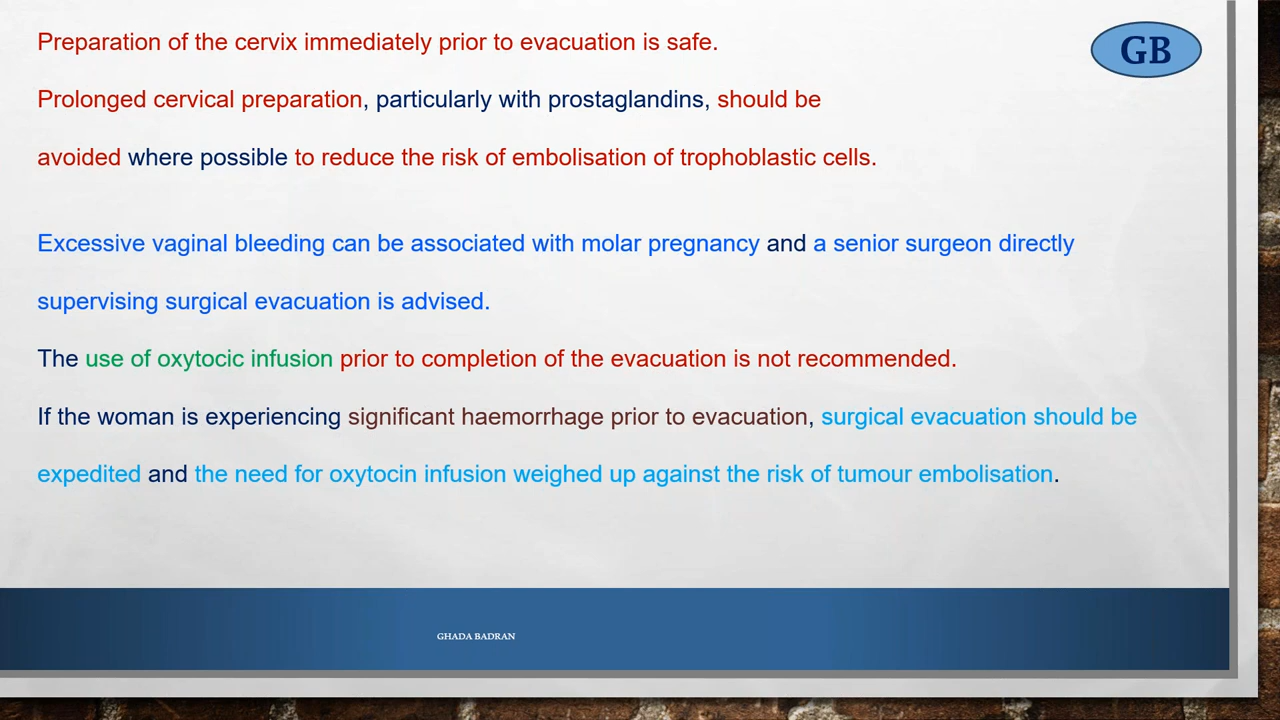 GB
Preparation of the cervix immediately prior to evacuation is safe.
Prolonged cervical preparation, particularly with prostaglandins, should be
avoided where possible to reduce the risk of embolisation of trophoblastic cells.
Excessive vaginal bleeding can be associated with molar pregnancy and a senior surgeon directly
supervising surgical evacuation is advised.
The use of oxytocic infusion prior to completion of the evacuation is not recommended.
If the woman is experiencing significant haemorrhage prior to evacuation, surgical evacuation should be
expedited and the need for oxytocin infusion weighed up against the risk of tumour embolisation.
GHADA BADRAN